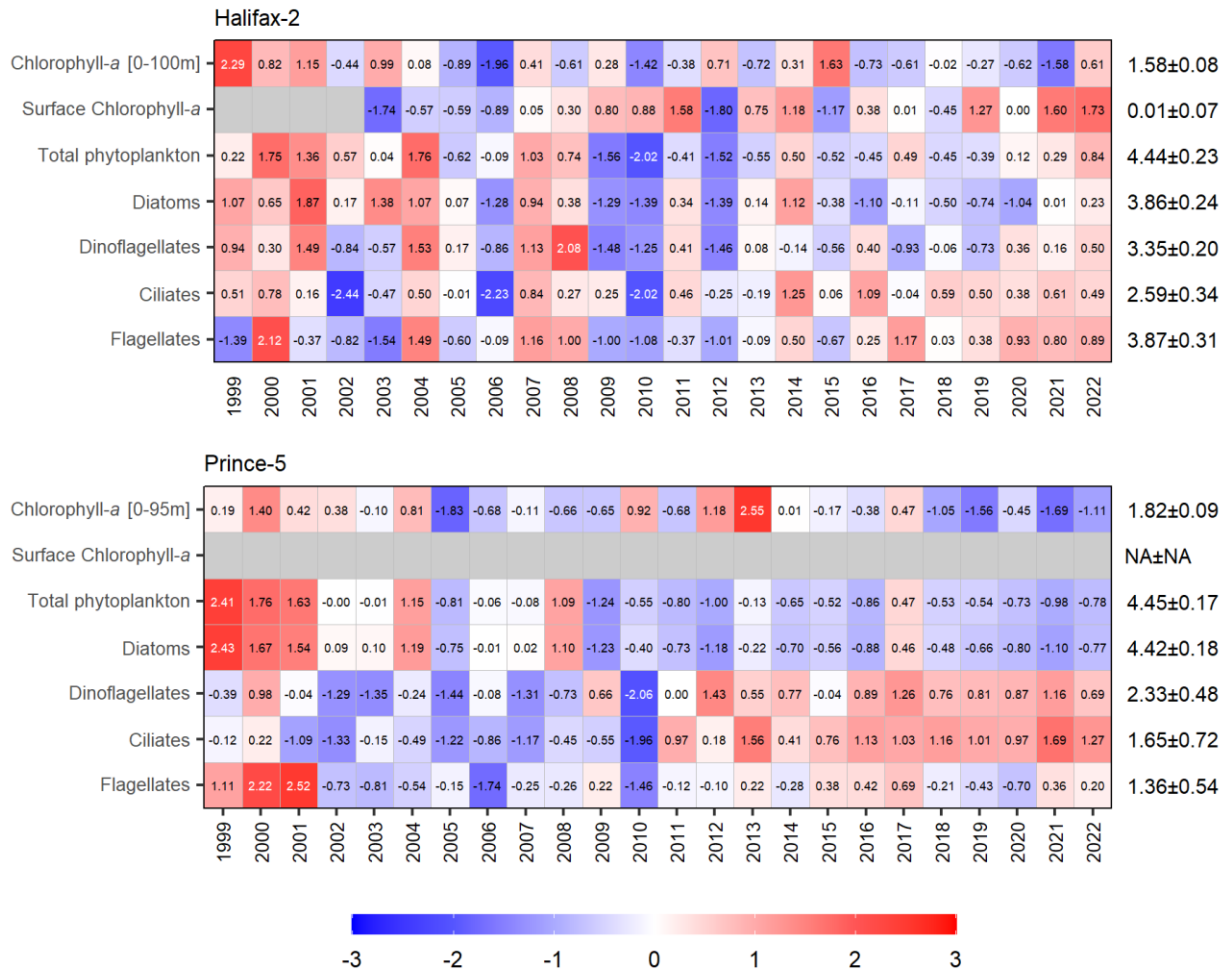 Halifax-2
Chlorophyll-a [0-100m] 2.29 0.82 1.15 -0.44 0.99 0.08 -0.89 -1.96 0.41 -0.61 0.28 -1.42 -0.38 0.71 -0.72 0.31 1.63 -0.73 -0.61 -0.02 -0.27 -0.62 -1.58 0.61 1.58±0.08
Surface Chlorophyll-a -1.74 -0.57 -0.59 -0.89 0.05 0.30 0.80 0.88 1.58 -1.80 0.75 1.18 -1.17 0.38 0.01 -0.45 1.27 0.00 1.60 1.73 0.01±0.07
Total phytoplankton 0.22 1.75 1.36 0.57 0.04 1.76 -0.62 -0.09 1.03 0.74 -1.56 -2.02 -0.41 -1.52 -0.55 0.50 -0.52 -0.45 0.49 -0.45 -0.39 0.12 0.29 0.84 4.44±0.23
Diatoms 1.07 0.65 1.87 0.17 1.38 1.07 0.07 -1.28 0.94 0.38 -1.29 -1.39 0.34 -1.39 0.14 1.12 -0.38 -1.10 -0.11 -0.50 -0.74 -1.04 0.01 0.23 3.86±0.24
Dinoflagellates 0.94 0.30 1.49 -0.84 -0.57 1.53 0.17 -0.86 1.13 2.08 -1.48 -1.25 0.41 -1.46 0.08 -0.14 -0.56 0.40 -0.93 -0.06 -0.73 0.36 0.16 0.50 3.35±0.20
Ciliates 0.51 0.78 0.16 -2.44 -0.47 0.50 -0.01 -2.23 0.84 0.27 0.25 -2.02 0.46 -0.25 -0.19 1.25 0.06 1.09 -0.04 0.59 0.50 0.38 0.61 0.49 2.59±0.34
Flagellates -1.39 2.12 -0.37 -0.82 -1.54 1.49 -0.60 -0.09 1.16 1.00 -1.00 -1.08 -0.37 -1.01 -0.09 0.50 -0.67 0.25 1.17 0.03 0.38 0.93 0.80 0.89 3.87±0.31
1999 2000 2001 2002 2003 2004 2005 2006 2007 2008 2009 2010 2011 2012 2013 2014 2015 2016 2017 2018 2019 2020 2021 2022
Prince-5
Chlorophyll-a [0-95m] 0.19 1.40 0.42 0.38 -0.10 0.81 -1.83 -0.68 -0.11 -0.66 -0.65 0.92 -0.68 1.18 2.55 0.01 -0.17 -0.38 0.47 -1.05 -1.56 -0.45 -1.69 -1.11 1.82±0.09
Surface Chlorophyll-a NA±NA
Total phytoplankton 2.41 1.76 1.63 -0.00 -0.01 1.15 -0.81 -0.06 -0.08 1.09 -1.24 -0.55 -0.80 -1.00 -0.13 -0.65 -0.52 -0.86 0.47 -0.53 -0.54 -0.73 -0.98 -0.78 4.45±0.17
Diatoms 2.43 1.67 1.54 0.09 0.10 1.19 -0.75 -0.01 0.02 1.10 -1.23 -0.40 -0.73 -1.18 -0.22 -0.70 -0.56 -0.88 0.46 -0.48 -0.66 -0.80 -1.10 -0.77 4.42±0.18
Dinoflagellates -0.39 0.98 -0.04 -1.29 -1.35 -0.24 -1.44 -0.08 -1.31 -0.73 0.66 -2.06 0.00 1.43 0.55 0.77 -0.04 0.89 1.26 0.76 0.81 0.87 1.16 0.69 2.33±0.48
Ciliates -0.12 0.22 -1.09 -1.33 -0.15 -0.49 -1.22 -0.86 -1.17 -0.45 -0.55 -1.96 0.97 0.18 1.56 0.41 0.76 1.13 1.03 1.16 1.01 0.97 1.69 1.27 1.65±0.72
Flagellates 1.11 2.22 2.52 -0.73 -0.81 -0.54 -0.15 -1.74 -0.25 -0.26 0.22 -1.46 -0.12 -0.10 0.22 -0.28 0.38 0.42 0.69 -0.21 -0.43 -0.70 0.36 0.20 1.36±0.54
1999 2000 2001 2002 2003 2004 2005 2006 2007 2008 2009 2010 2011 2012 2013 2014 2015 2016 2017 2018 2019 2020 2021 2022
-3 -2 -1 0 1 2 3